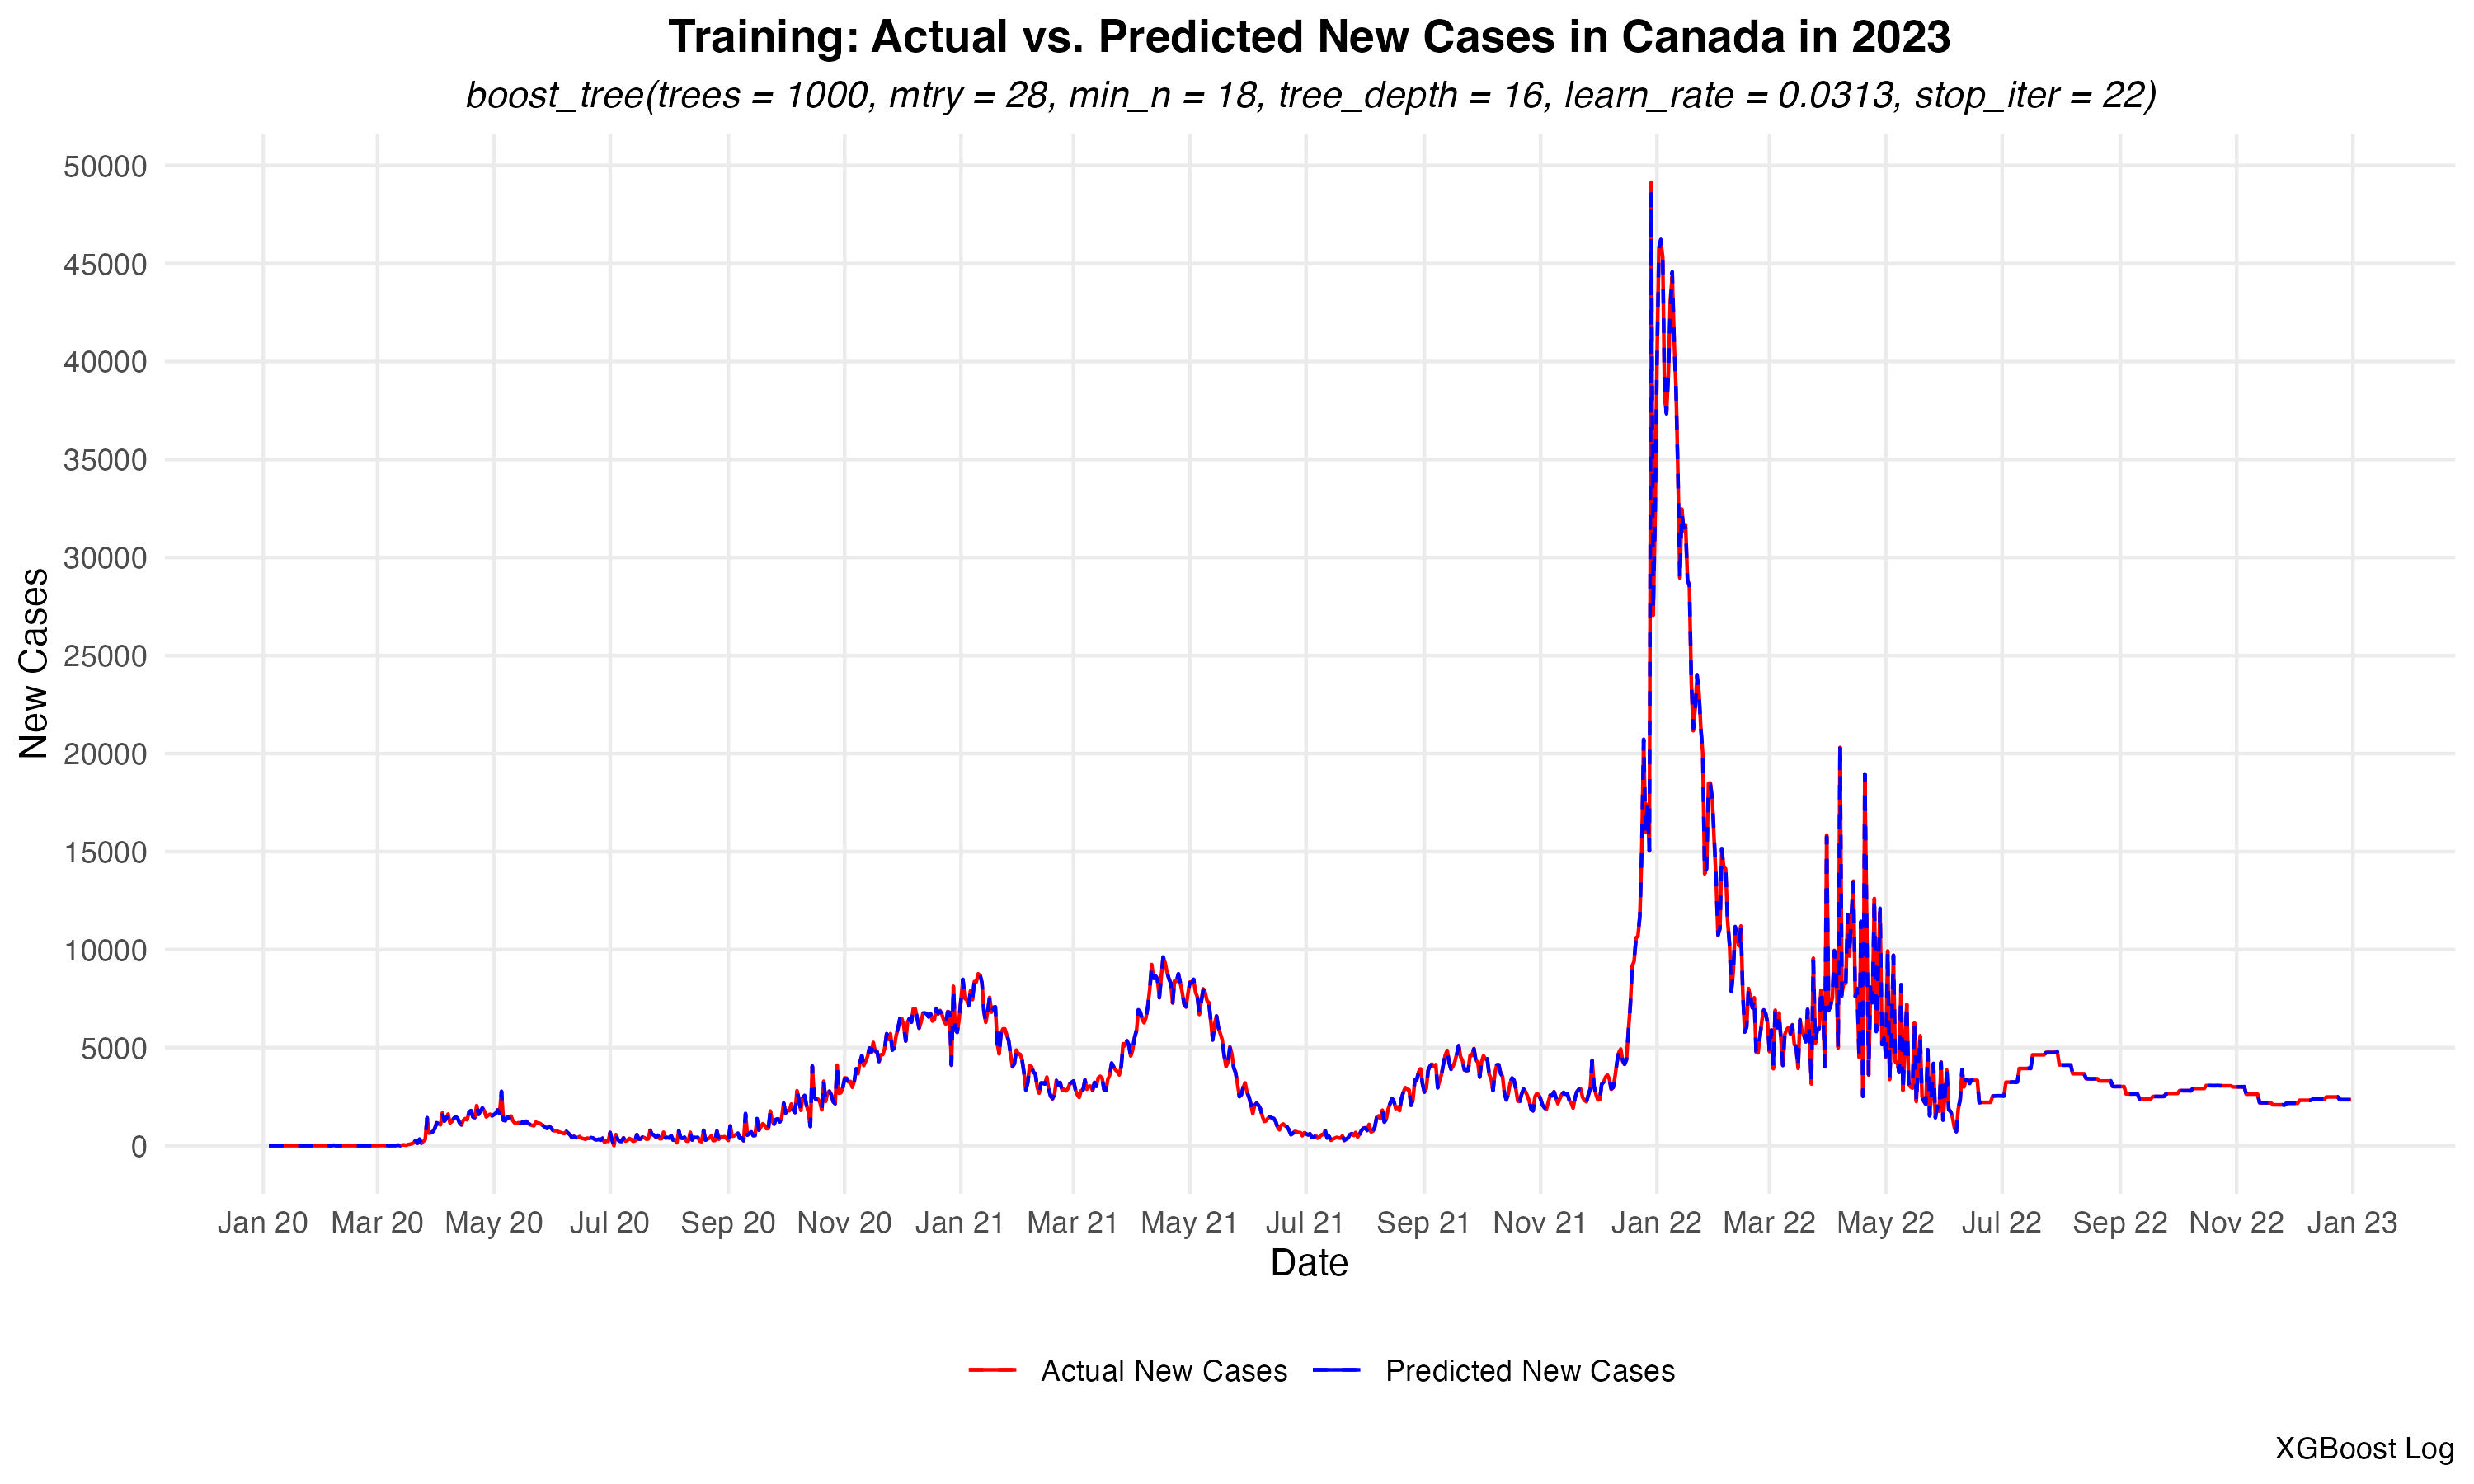 Training: Actual vs. Predicted New Cases in Canada in 2023
boost_tree(trees = 1000, mtry = 28, min_n = 18, tree_depth = 16, learn_rate = 0.0313, stop_iter = 22)
New Cases
50000
45000
40000
35000
30000
25000
20000
15000
10000
5000
0
Jan 20 Mar 20 May 20 Jul 20 Sep 20 Nov 20 Jan 21 Mar 21 May 21 Jul 21 Sep 21 Nov 21 Jan 22 Mar 22 May 22 Jul 22 Sep 22 Nov 22 Jan 23
Date
Actual New Cases Predicted New Cases
XGBoost Log